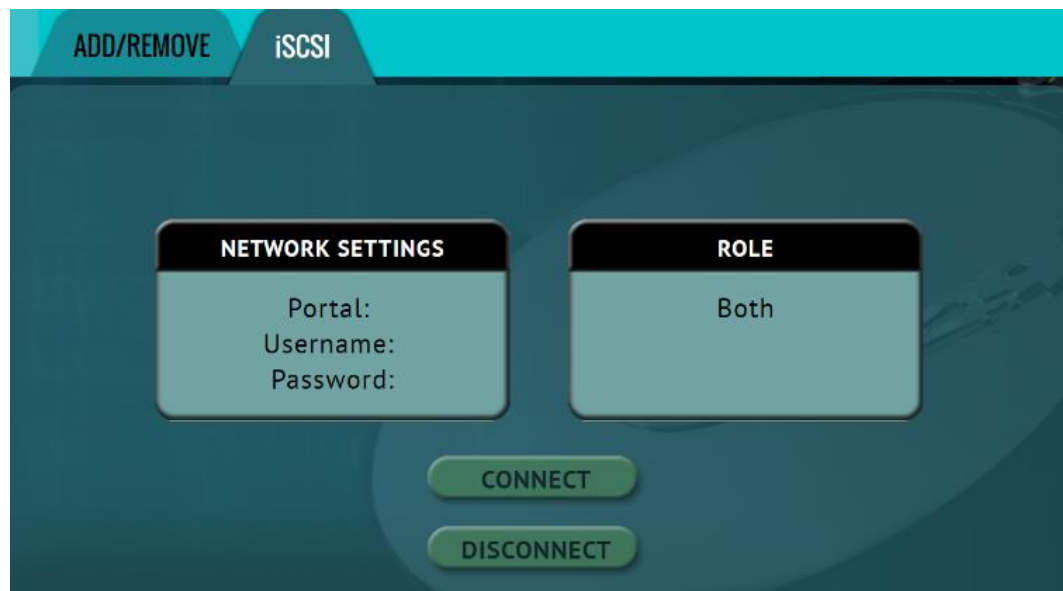 ADD/REMOVE iSCSI
NETWORK SETTINGS
Portal:
Username:
Password:
ROLE
Both
CONNECT
DISCONNECT